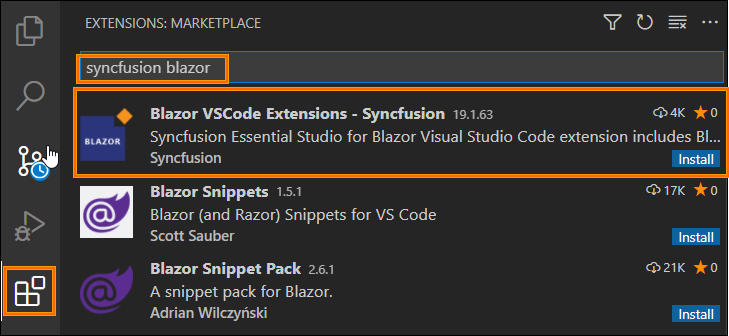 EXTENSIONS: MARKETPLACE
syncfusion blazor
Blazor VSCode Extensions - Syncfusion 19.1.63 4K 0
BLAZOR
Syncfusion Essential Studio for Blazor Visual Studio Code extension includes Bl...
Syncfusion Install
Blazor Snippets 1.5.1 17K 0
Blazor (and Razor) Snippets for VS Code
Scott Sauber Install
Blazor Snippet Pack 2.6.1 21K 0
A snippet pack for Blazor.
Adrian Wilczyński Install